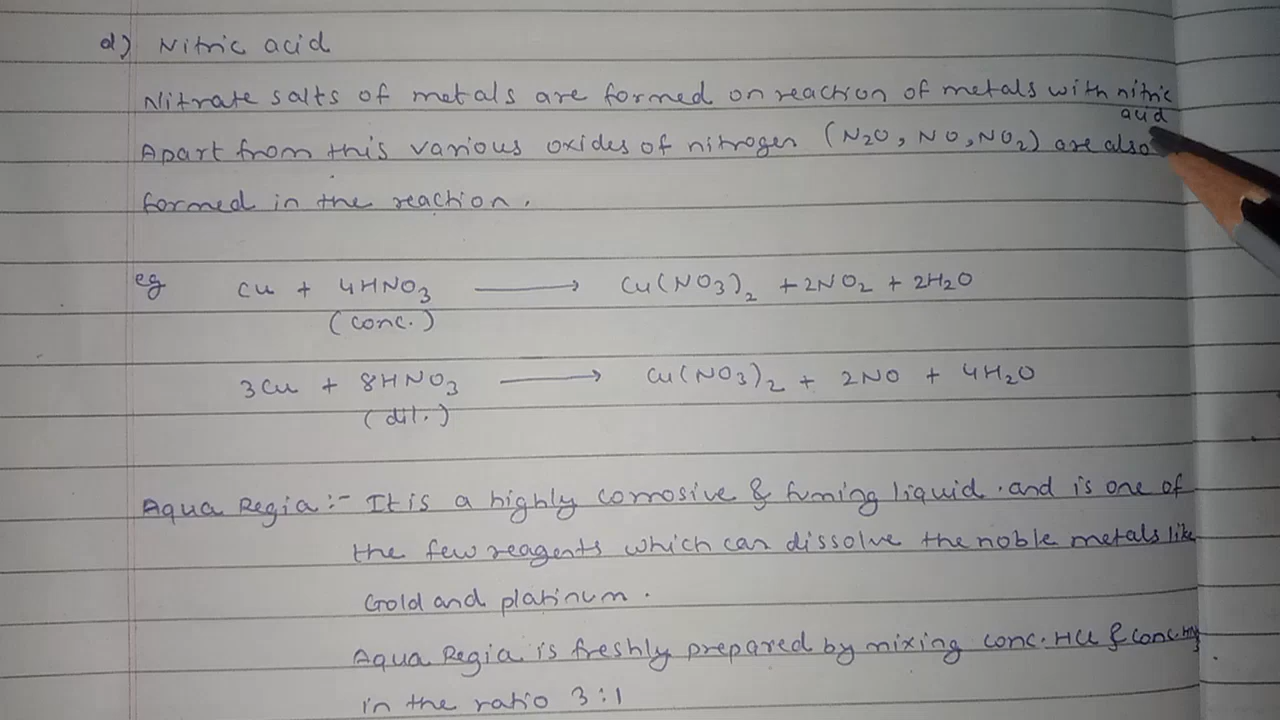 d) Nitric acid
Nitrate salts of metals are formed on reaction of metals with nitric
acid
Apart from this various oxides of nitrogen (N₂O, NO, NO₂) are also
formed in the reaction.
eg Cu + 4HNO₃ ⟶ Cu(NO₃)₂ + 2NO₂ + 2H₂O
(conc.)
3Cu + 8HNO₃ ⟶ Cu(NO₃)₂ + 2NO + 4H₂O
(dil.)
Aqua Regia :- It is a highly corrosive & fuming liquid. and is one of
the few reagents which can dissolve the noble metals like
Gold and platinum.
Aqua Regia is freshly prepared by mixing conc. HCl & conc.
in the ratio 3:1